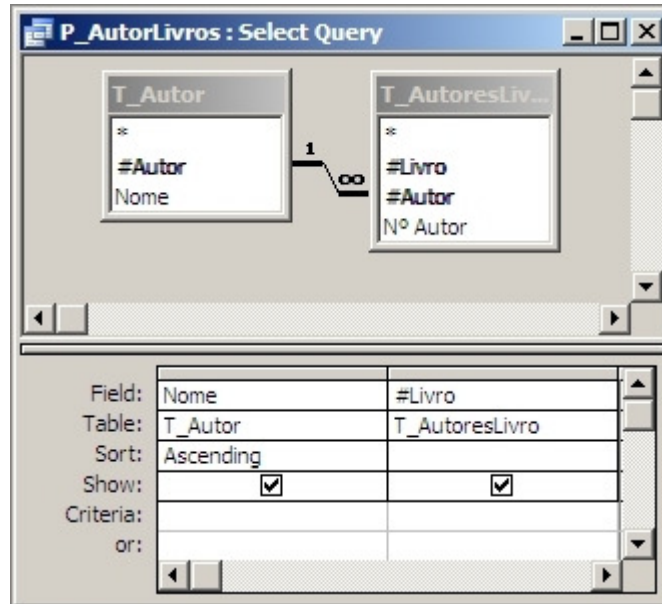 P_AutorLivros : Select Query
T_Autor
*
#Autor
Nome
1
∞
T_AutoresLiv...
*
#Livro
#Autor
Nº Autor
Field: Nome #Livro
Table: T_Autor T_AutoresLivro
Sort: Ascending
Show:
Criteria:
or: